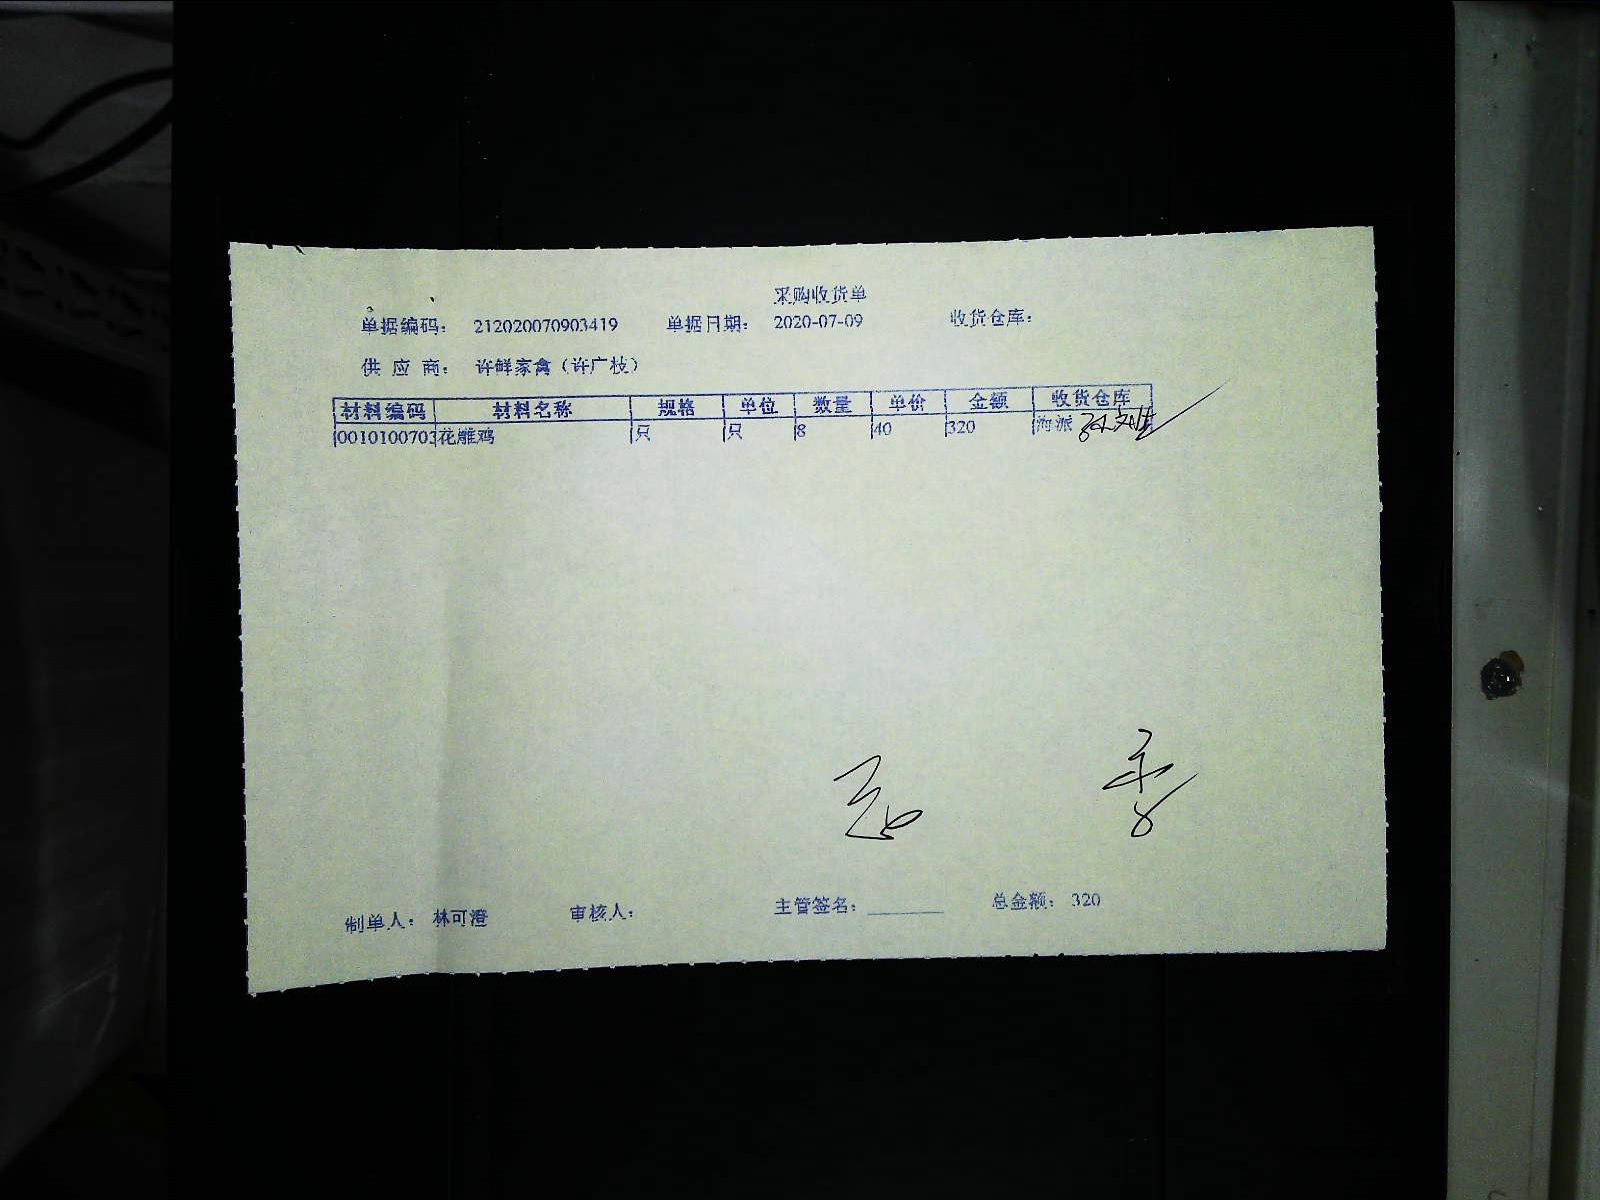 采购收货单
单据编码： 212020070903419 单据日期： 2020-07-09 收货仓库：
供 应 商： 许鲜家禽（许广枝）
材料编码 材料名称 规格 单位 数量 单价 金额 收货仓库
0010100703 花雕鸡 只 只 8 40 320 海派
制单人： 林可澄 审核人： 主管签名： 总金额： 320